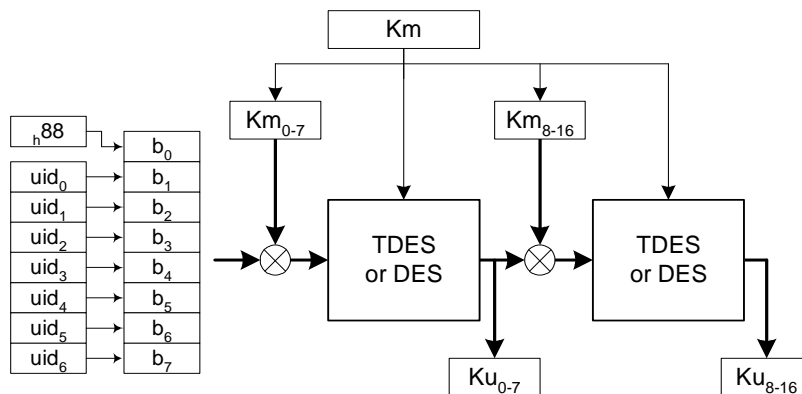 Km
Km₀₋₇
Km₈₋₁₆
ₕ88
b₀
uid₀
b₁
uid₁
b₂
uid₂
b₃
uid₃
b₄
uid₄
b₅
uid₅
b₆
uid₆
b₇
TDES
or DES
TDES
or DES
Ku₀₋₇
Ku₈₋₁₆